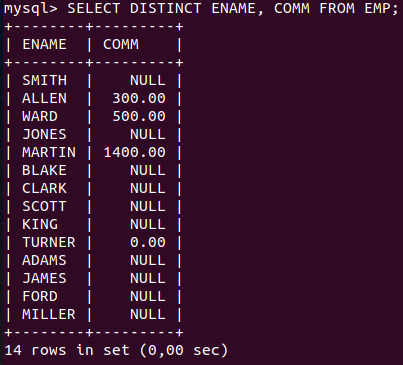 mysql> SELECT DISTINCT ENAME, COMM FROM EMP;
+--------+---------+
| ENAME  | COMM    |
+--------+---------+
| SMITH  |    NULL |
| ALLEN  |  300.00 |
| WARD   |  500.00 |
| JONES  |    NULL |
| MARTIN | 1400.00 |
| BLAKE  |    NULL |
| CLARK  |    NULL |
| SCOTT  |    NULL |
| KING   |    NULL |
| TURNER |    0.00 |
| ADAMS  |    NULL |
| JAMES  |    NULL |
| FORD   |    NULL |
| MILLER |    NULL |
+--------+---------+
14 rows in set (0,00 sec)